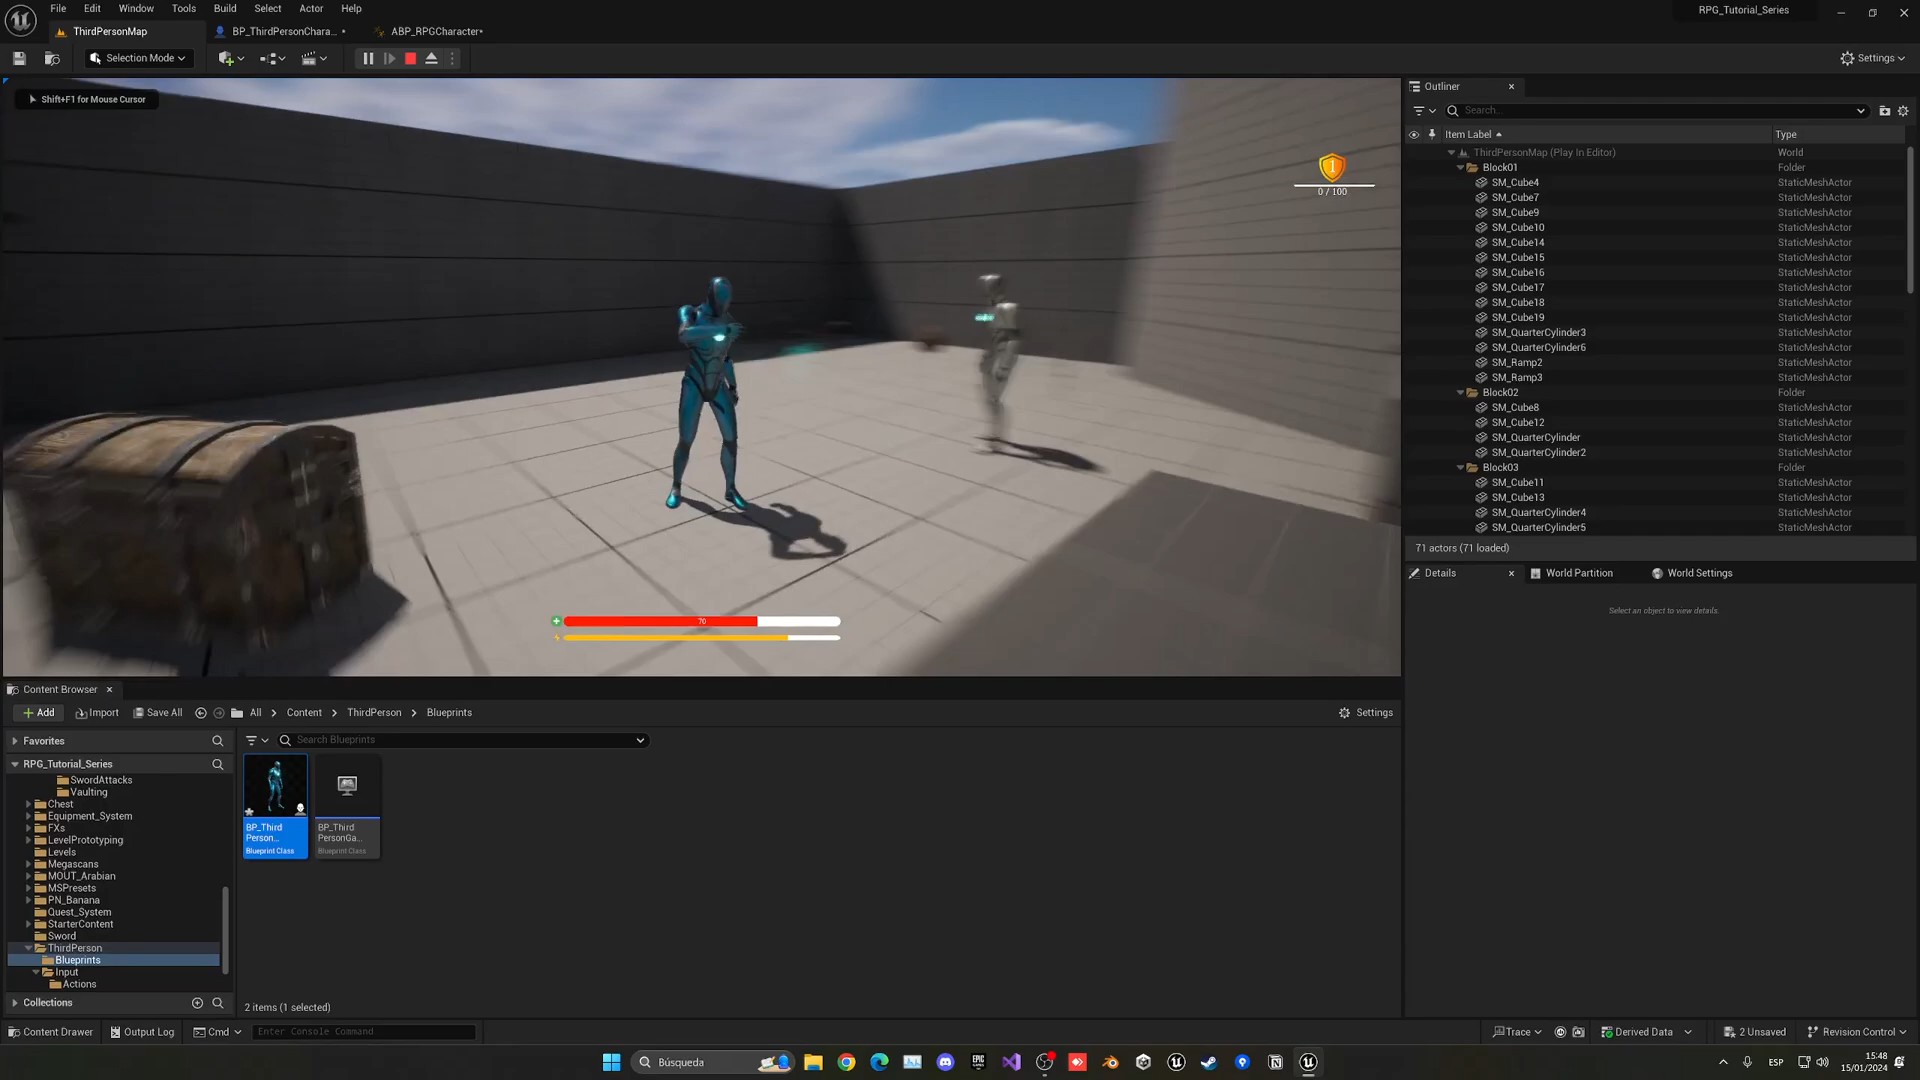 File Edit Window Tools Build Select Actor Help
RPG_Tutorial_Series
ThirdPersonMap
BP_ThirdPersonChara... •
ABP_RPGCharacter•
Selection Mode
Settings
Shift+F1 for Mouse Cursor
1
0 / 100
70
Outliner
Search...
Item Label
Type
ThirdPersonMap (Play In Editor) World
Block01 Folder
SM_Cube4 StaticMeshActor
SM_Cube7 StaticMeshActor
SM_Cube9 StaticMeshActor
SM_Cube10 StaticMeshActor
SM_Cube14 StaticMeshActor
SM_Cube15 StaticMeshActor
SM_Cube16 StaticMeshActor
SM_Cube17 StaticMeshActor
SM_Cube18 StaticMeshActor
SM_Cube19 StaticMeshActor
SM_QuarterCylinder3 StaticMeshActor
SM_QuarterCylinder6 StaticMeshActor
SM_Ramp2 StaticMeshActor
SM_Ramp3 StaticMeshActor
Block02 Folder
SM_Cube8 StaticMeshActor
SM_Cube12 StaticMeshActor
SM_QuarterCylinder StaticMeshActor
SM_QuarterCylinder2 StaticMeshActor
Block03 Folder
SM_Cube11 StaticMeshActor
SM_Cube13 StaticMeshActor
SM_QuarterCylinder4 StaticMeshActor
SM_QuarterCylinder5 StaticMeshActor
71 actors (71 loaded)
Details
World Partition
World Settings
Select an object to view details.
Content Browser
Add
Import
Save All
All
Content
ThirdPerson
Blueprints
Settings
Favorites
RPG_Tutorial_Series
SwordAttacks
Vaulting
Chest
Equipment_System
FXs
LevelPrototyping
Levels
Megascans
MOUT_Arabian
MSPresets
PN_Banana
Quest_System
StarterContent
Sword
ThirdPerson
Blueprints
Input
Actions
Collections
Search Blueprints
BP_Third
Person...
Blueprint Class
BP_Third
PersonGa...
Blueprint Class
2 items (1 selected)
Content Drawer
Output Log
Cmd
Enter Console Command
Trace
Derived Data
2 Unsaved
Revision Control
Búsqueda
EPIC
ESP
15:48
15/01/2024